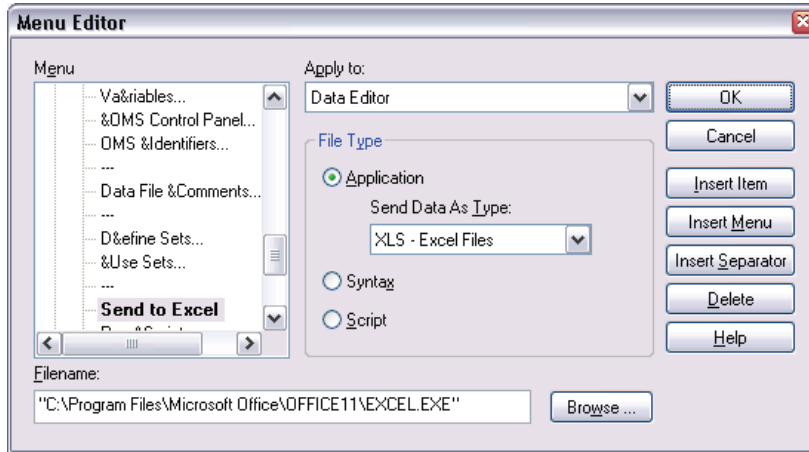 Menu Editor
Menu
Va&riables...
&OMS Control Panel...
OMS &Identifiers...
---
Data File &Comments...
---
D&efine Sets...
&Use Sets...
---
Send to Excel
Apply to:
Data Editor
File Type
Application
Send Data As Type:
XLS - Excel Files
Syntax
Script
OK
Cancel
Insert Item
Insert Menu
Insert Separator
Delete
Help
Filename:
"C:\Program Files\Microsoft Office\OFFICE11\EXCEL.EXE"
Browse ...